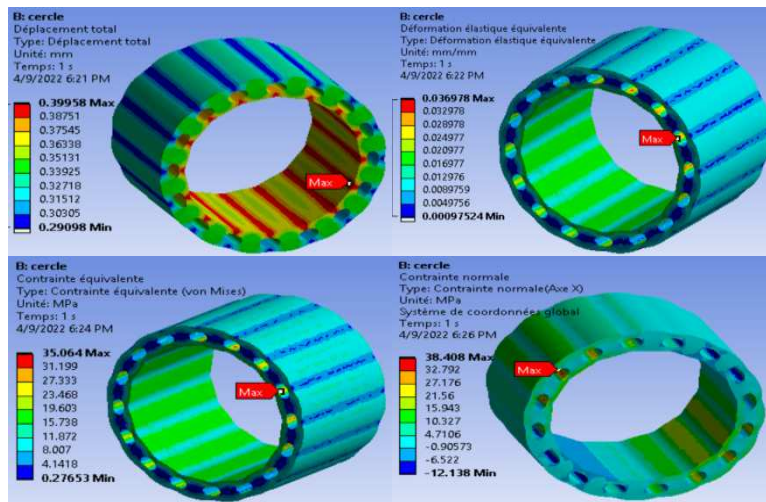 B: cercle
Déplacement total
Type: Déplacement total
Unité: mm
Temps: 1 s
4/9/2022 6:21 PM
0.39958 Max
0.38751
0.37545
0.36338
0.35131
0.33925
0.32718
0.31512
0.30305
0.29098 Min
Max
B: cercle
Déformation élastique équivalente
Type: Déformation élastique équivalente
Unité: mm/mm
Temps: 1 s
4/9/2022 6:22 PM
0.036978 Max
0.032978
0.028978
0.024977
0.020977
0.016977
0.012976
0.0089759
0.0049756
0.00097524 Min
Max
B: cercle
Contrainte équivalente
Type: Contrainte équivalente (von Mises)
Unité: MPa
Temps: 1 s
4/9/2022 6:24 PM
35.064 Max
31.199
27.333
23.468
19.603
15.738
11.872
8.007
4.1418
0.27653 Min
Max
B: cercle
Contrainte normale
Type: Contrainte normale(Axe X)
Unité: MPa
Système de coordonnées global
Temps: 1 s
4/9/2022 6:26 PM
38.408 Max
32.792
27.176
21.56
15.943
10.327
4.7106
-0.90573
-6.522
-12.138 Min
Max